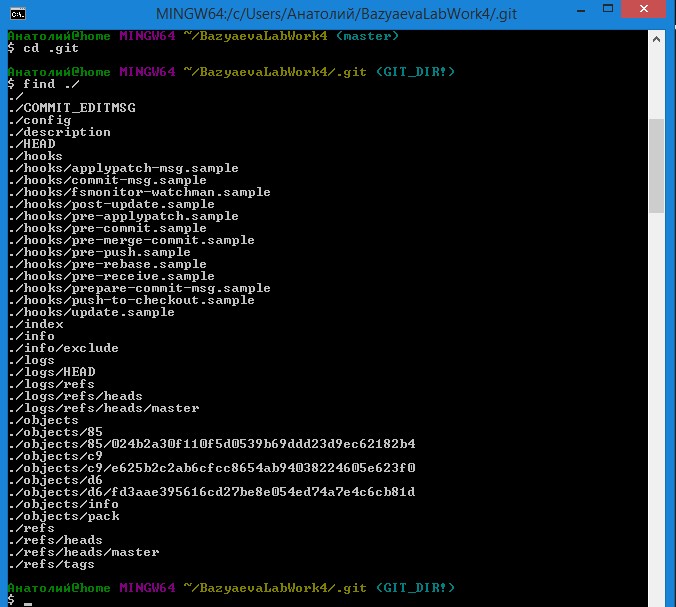 MINGW64:/c/Users/Анатолий/BazyaevaLabWork4/.git
Анатолий@home MINGW64 ~/BazyaevaLabWork4 (master)
$ cd .git
Анатолий@home MINGW64 ~/BazyaevaLabWork4/.git (GIT_DIR!)
$ find ./
./
./COMMIT_EDITMSG
./config
./description
./HEAD
./hooks
./hooks/applypatch-msg.sample
./hooks/commit-msg.sample
./hooks/fsmonitor-watchman.sample
./hooks/post-update.sample
./hooks/pre-applypatch.sample
./hooks/pre-commit.sample
./hooks/pre-merge-commit.sample
./hooks/pre-push.sample
./hooks/pre-rebase.sample
./hooks/pre-receive.sample
./hooks/prepare-commit-msg.sample
./hooks/push-to-checkout.sample
./hooks/update.sample
./index
./info
./info/exclude
./logs
./logs/HEAD
./logs/refs
./logs/refs/heads
./logs/refs/heads/master
./objects
./objects/85
./objects/85/024b2a30f110f5d0539b69ddd23d9ec62182b4
./objects/c9
./objects/c9/e625b2c2ab6cfcc8654ab94038224605e623f0
./objects/d6
./objects/d6/fd3aae395616cd27be8e054ed74a7e4c6cb81d
./objects/info
./objects/pack
./refs
./refs/heads
./refs/heads/master
./refs/tags
Анатолий@home MINGW64 ~/BazyaevaLabWork4/.git (GIT_DIR!)
$